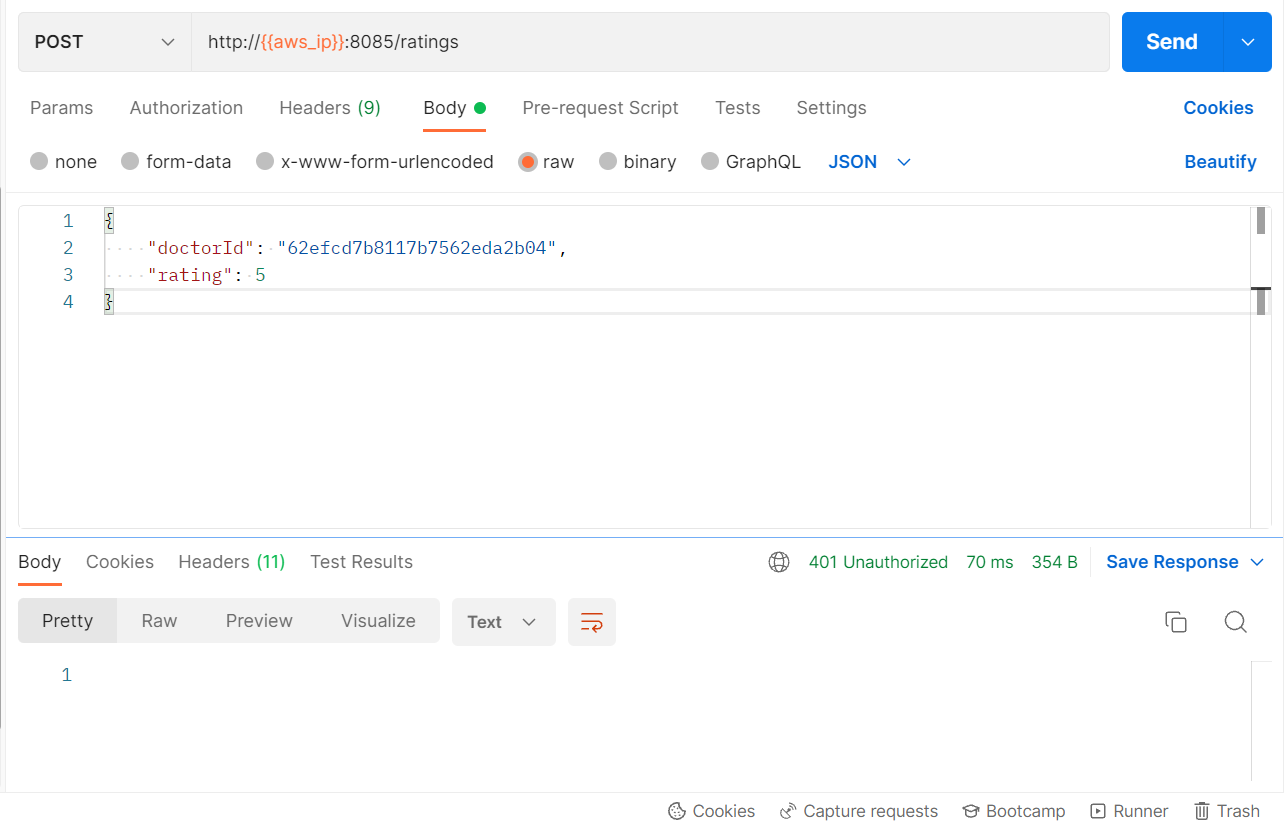 POST http://{{aws_ip}}:8085/ratings Send
Params Authorization Headers (9) Body Pre-request Script Tests Settings Cookies
none form-data x-www-form-urlencoded raw binary GraphQL JSON Beautify
1 {
2 "doctorId": "62efcd7b8117b7562eda2b04",
3 "rating": 5
4 }
Body Cookies Headers (11) Test Results 401 Unauthorized 70 ms 354 B Save Response
Pretty Raw Preview Visualize Text
1
Cookies Capture requests Bootcamp Runner Trash